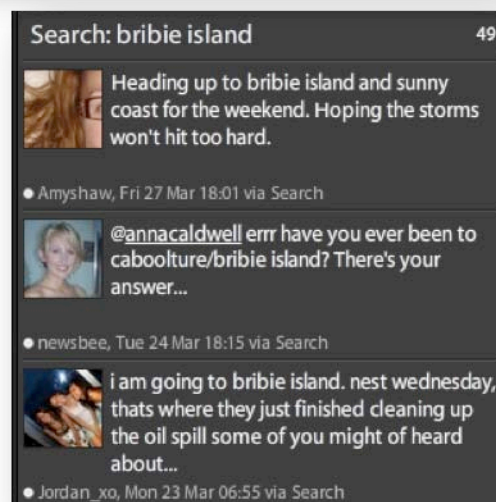 Search: bribie island 49
Heading up to bribie island and sunny
coast for the weekend. Hoping the storms
won't hit too hard.
Amyshaw, Fri 27 Mar 18:01 via Search
@annacaldwell errr have you ever been to
caboolture/bribie island? There's your
answer...
newsbee, Tue 24 Mar 18:15 via Search
i am going to bribie island. nest wednesday,
thats where they just finished cleaning up
the oil spill some of you might of heard
about...
Jordan_xo, Mon 23 Mar 06:55 via Search